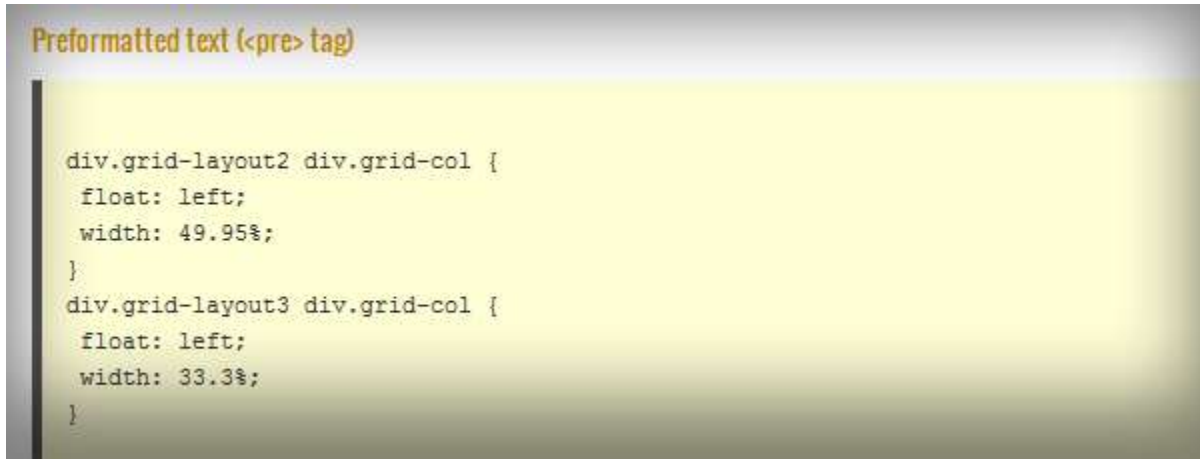 Preformatted text (<pre> tag)
div.grid-layout2 div.grid-col {
 float: left;
 width: 49.95%;
}
div.grid-layout3 div.grid-col {
 float: left;
 width: 33.3%;
}